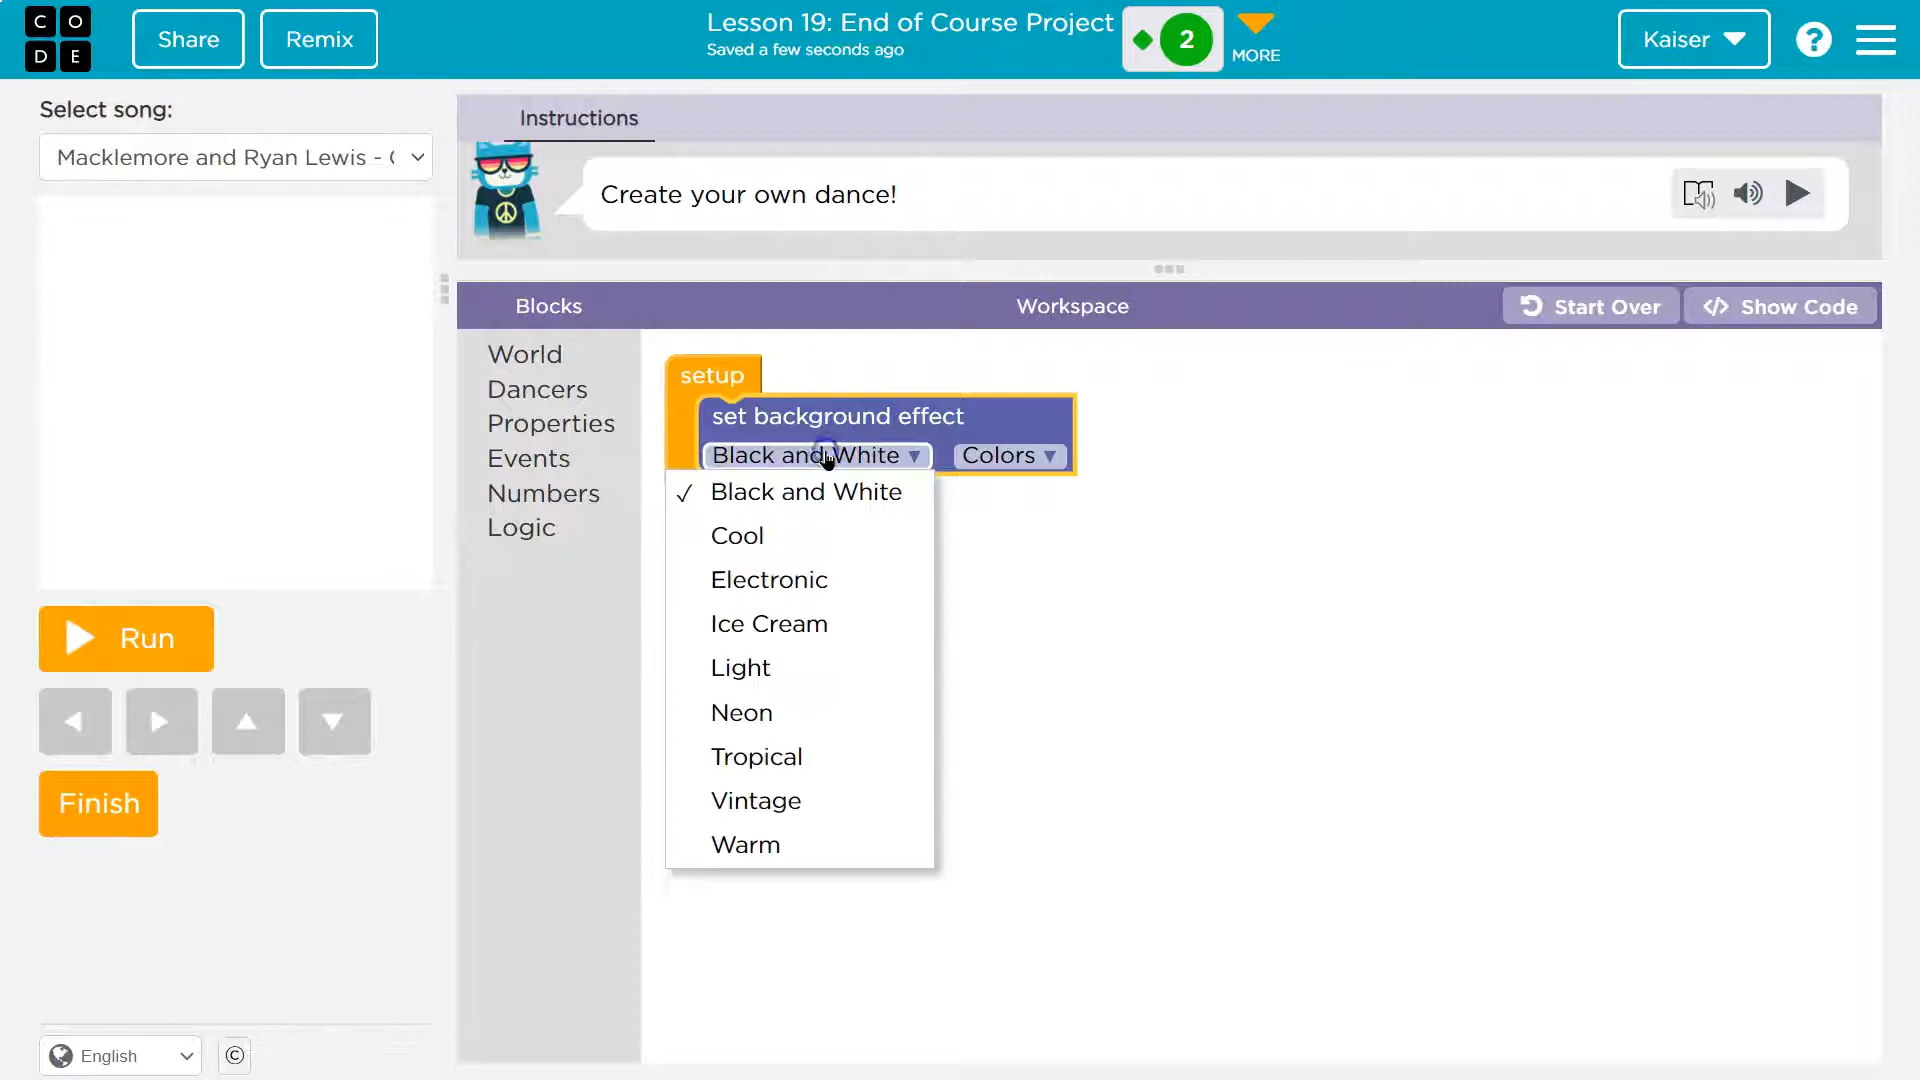 CODE
Share
Remix
Lesson 19: End of Course Project
Saved a few seconds ago
2
MORE
Kaiser
?
Select song:
Macklemore and Ryan Lewis - (
Instructions
Create your own dance!
Blocks
Workspace
Start Over
Show Code
World
Dancers
Properties
Events
Numbers
Logic
setup
set background effect
Black and White
Colors
Black and White
Cool
Electronic
Ice Cream
Light
Neon
Tropical
Vintage
Warm
Run
Finish
English
©